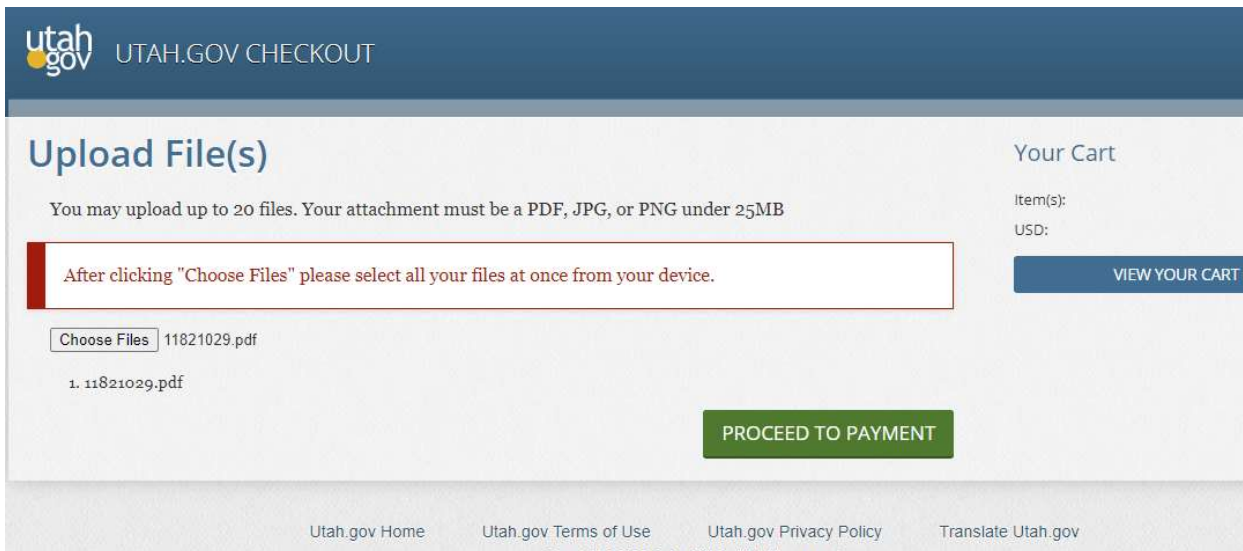 utah
gov
UTAH.GOV CHECKOUT
Upload File(s)
You may upload up to 20 files. Your attachment must be a PDF, JPG, or PNG under 25MB
After clicking "Choose Files" please select all your files at once from your device.
Choose Files 11821029.pdf
1. 11821029.pdf
PROCEED TO PAYMENT
Your Cart
Item(s):
USD:
VIEW YOUR CART
Utah.gov Home Utah.gov Terms of Use Utah.gov Privacy Policy Translate Utah.gov